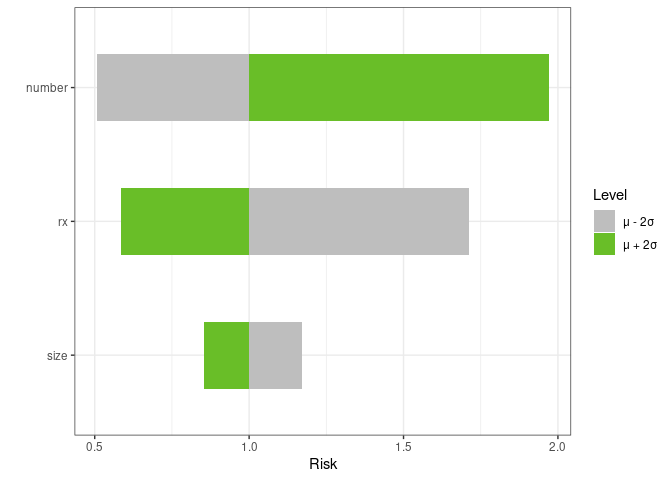 number
rx
size
0.5 1.0 1.5 2.0
Risk
Level
μ - 2σ
μ + 2σ